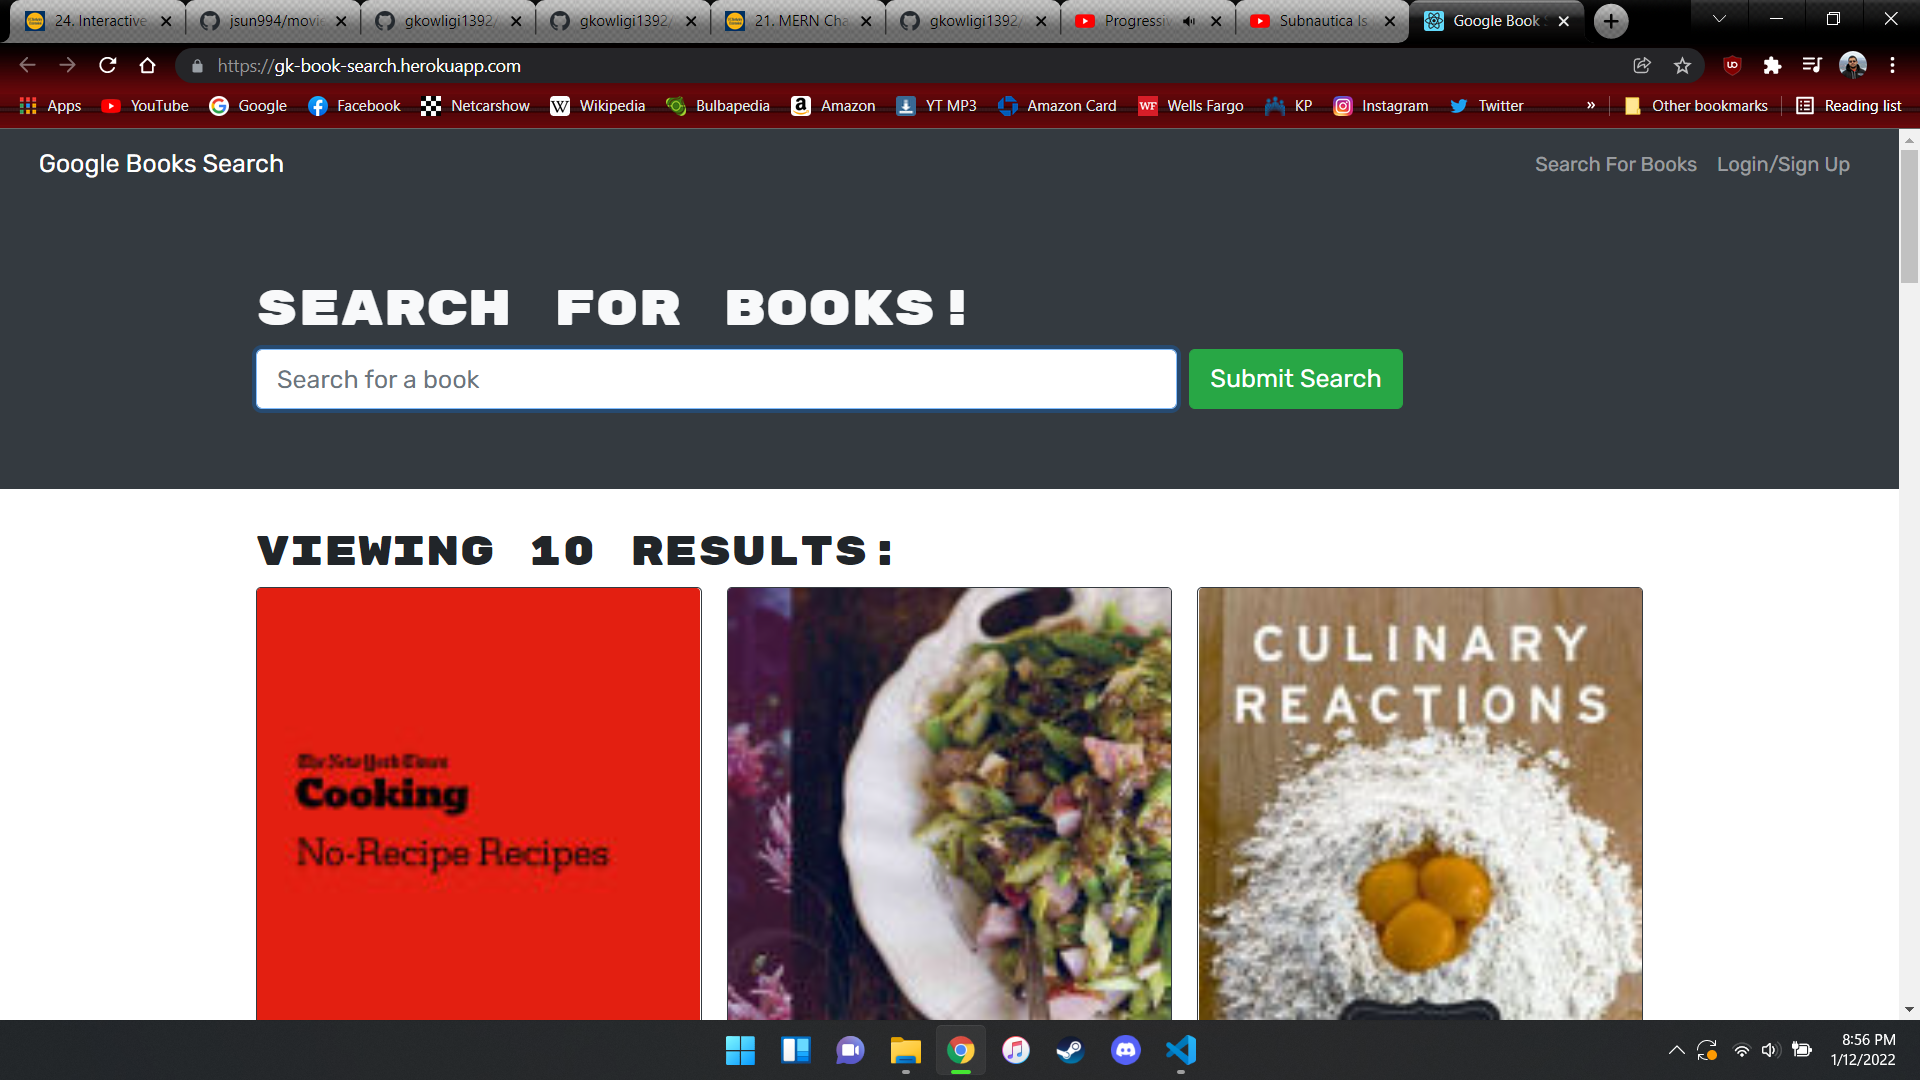 24. Interactive
jsun994/movie
gkowligi1392/
gkowligi1392/
21. MERN Cha
gkowligi1392/
Progressiv
Subnautica Is
Google Book S
https://gk-book-search.herokuapp.com
Apps YouTube Google Facebook Netcarshow Wikipedia Bulbapedia Amazon YT MP3 Amazon Card Wells Fargo KP Instagram Twitter » Other bookmarks Reading list
Google Books Search
Search For Books Login/Sign Up
SEARCH FOR BOOKS!
Search for a book
Submit Search
VIEWING 10 RESULTS:
The New York Times
Cooking
No-Recipe Recipes
CULINARY
REACTIONS
8:56 PM
1/12/2022